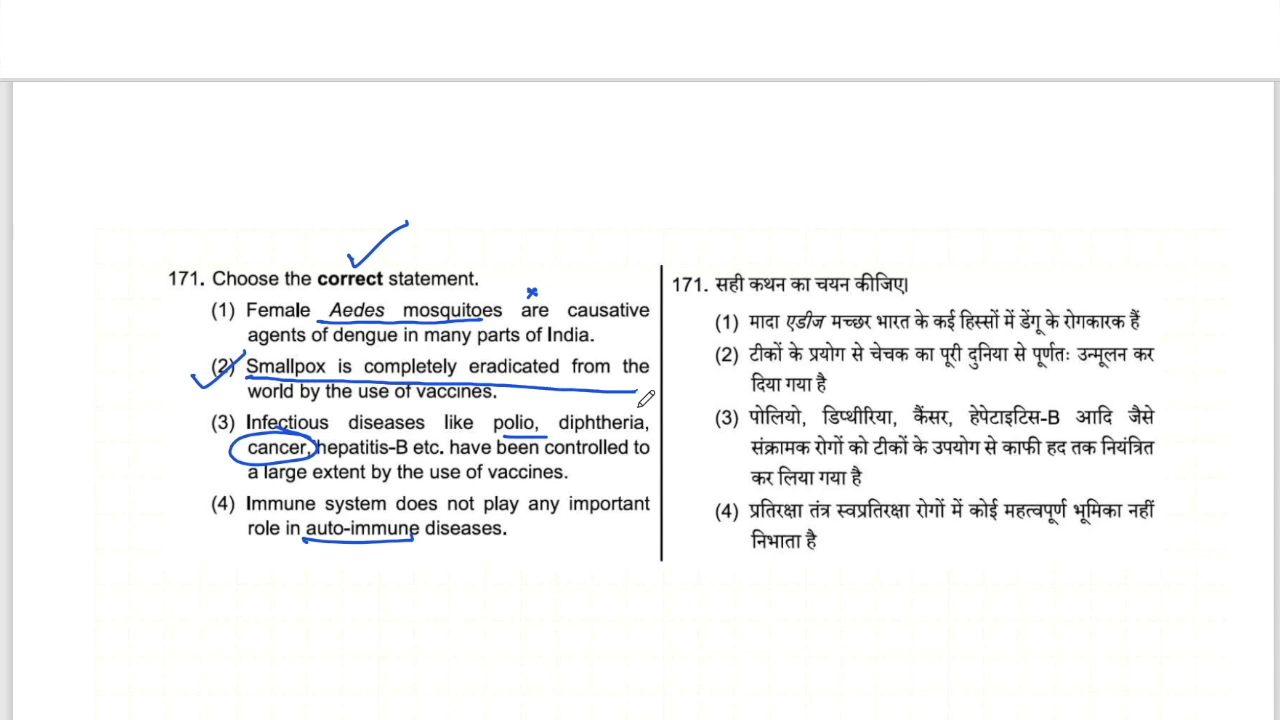 171. Choose the correct statement.
(1) Female Aedes mosquitoes are causative
agents of dengue in many parts of India.
(2) Smallpox is completely eradicated from the
world by the use of vaccines.
(3) Infectious diseases like polio, diphtheria,
cancer, hepatitis-B etc. have been controlled to
a large extent by the use of vaccines.
(4) Immune system does not play any important
role in auto-immune diseases.
171. सही कथन का चयन कीजिए।
(1) मादा एडीज मच्छर भारत के कई हिस्सों में डेंगू के रोगकारक हैं
(2) टीकों के प्रयोग से चेचक का पूरी दुनिया से पूर्णतः उन्मूलन कर
दिया गया है
(3) पोलियो, डिप्थीरिया, कैंसर, हेपेटाइटिस-B आदि जैसे
संक्रामक रोगों को टीकों के उपयोग से काफी हद तक नियंत्रित
कर लिया गया है
(4) प्रतिरक्षा तंत्र स्वप्रतिरक्षा रोगों में कोई महत्वपूर्ण भूमिका नहीं
निभाता है